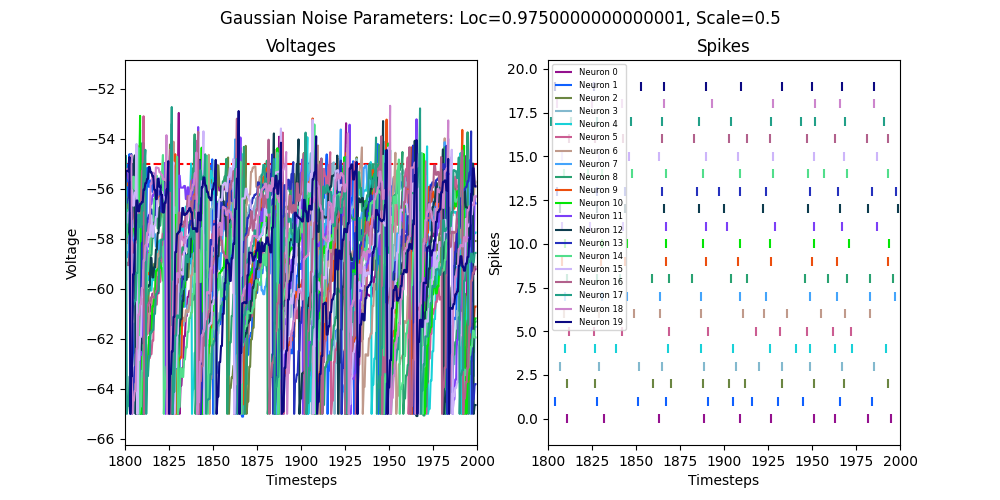 Gaussian Noise Parameters: Loc=0.9750000000000001, Scale=0.5
Voltages
Voltage
−52
−54
−56
−58
−60
−62
−64
−66
1800 1825 1850 1875 1900 1925 1950 1975 2000
Timesteps
Spikes
Spikes
20.0
17.5
15.0
12.5
10.0
7.5
5.0
2.5
0.0
Neuron 0
Neuron 1
Neuron 2
Neuron 3
Neuron 4
Neuron 5
Neuron 6
Neuron 7
Neuron 8
Neuron 9
Neuron 10
Neuron 11
Neuron 12
Neuron 13
Neuron 14
Neuron 15
Neuron 16
Neuron 17
Neuron 18
Neuron 19
1800 1825 1850 1875 1900 1925 1950 1975 2000
Timesteps